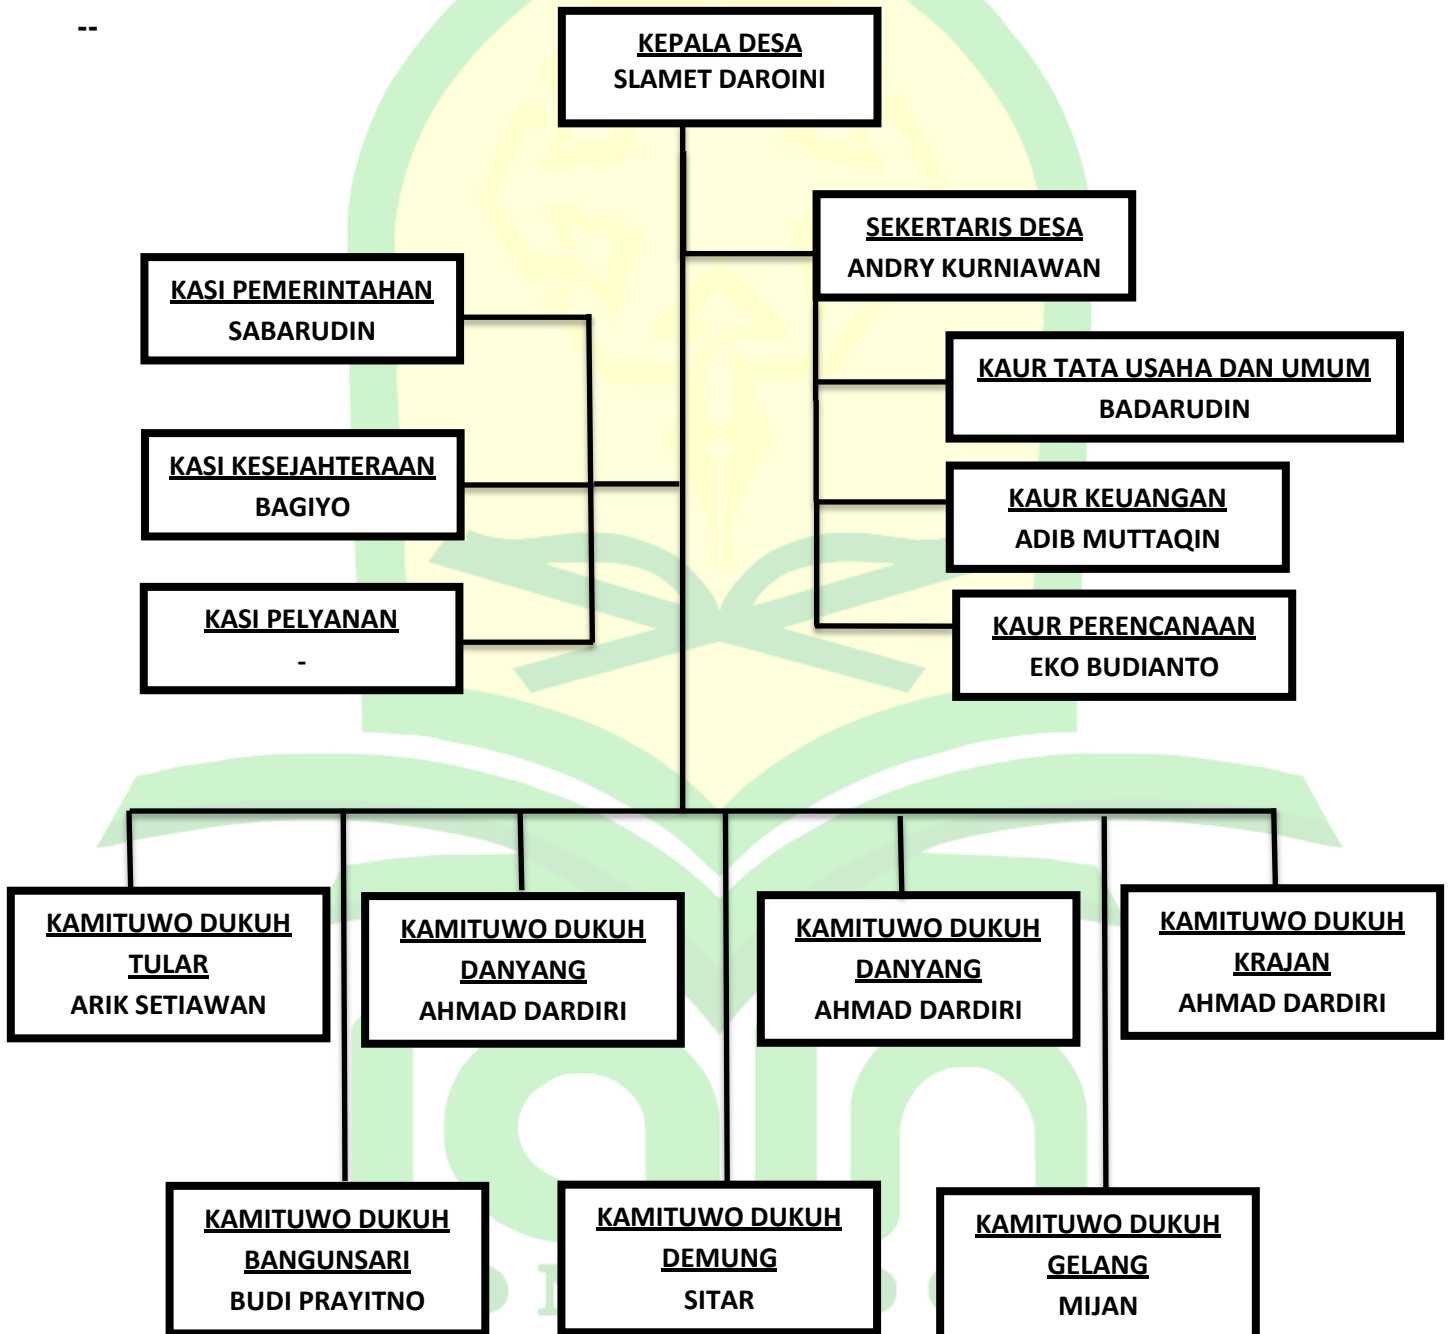 --
KEPALA DESA
SLAMET DAROINI
SEKERTARIS DESA
ANDRY KURNIAWAN
KASI PEMERINTAHAN
SABARUDIN
KAUR TATA USAHA DAN UMUM
BADARUDIN
KASI KESEJAHTERAAN
BAGIYO
KAUR KEUANGAN
ADIB MUTTAQIN
KASI PELYANAN
-
KAUR PERENCANAAN
EKO BUDIANTO
KAMITUWO DUKUH
TULAR
ARIK SETIAWAN
KAMITUWO DUKUH
DANYANG
AHMAD DARDIRI
KAMITUWO DUKUH
DANYANG
AHMAD DARDIRI
KAMITUWO DUKUH
KRAJAN
AHMAD DARDIRI
iain
KAMITUWO DUKUH
BANGUNSARI
BUDI PRAYITNO
KAMITUWO DUKUH
DEMUNG
SITAR
KAMITUWO DUKUH
GELANG
MIJAN